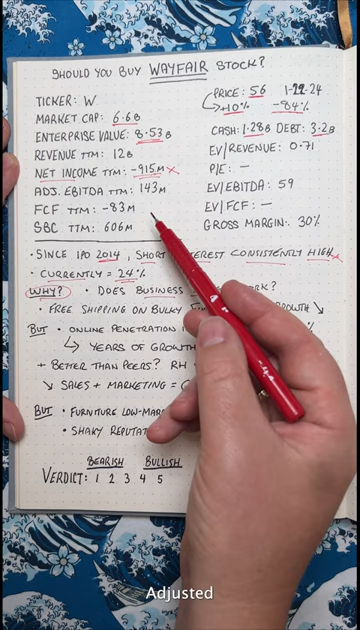 SHOULD YOU BUY WAYFAIR STOCK?
TICKER: W
MARKET CAP: 6.6B
ENTERPRISE VALUE: 8.53B
REVENUE TTM: 12B
NET INCOME TTM: -915M x
ADJ. EBITDA TTM: 143M
FCF TTM: -83M
SBC TTM: 606M
PRICE: 56 1-22-24
+10% -84%
CASH: 1.28B DEBT: 3.2B
EV/REVENUE: 0.71
P/E: —
EV/EBITDA: 59
EV/FCF: —
GROSS MARGIN: 30%
• SINCE IPO 2014, SHORT INTEREST CONSISTENTLY HIGH x
• CURRENTLY = 24%
WHY? • DOES BUSINESS
• FREE SHIPPING ON BULKY
BUT • ONLINE PENETRATION
↳ YEARS OF GROWTH
+ BETTER THAN PEERS? RH
↘ SALES + MARKETING =
BUT • FURNITURE LOW-MAR
• SHAKY REPUTAT
BEARISH BULLISH
VERDICT: 1 2 3 4 5
Adjusted